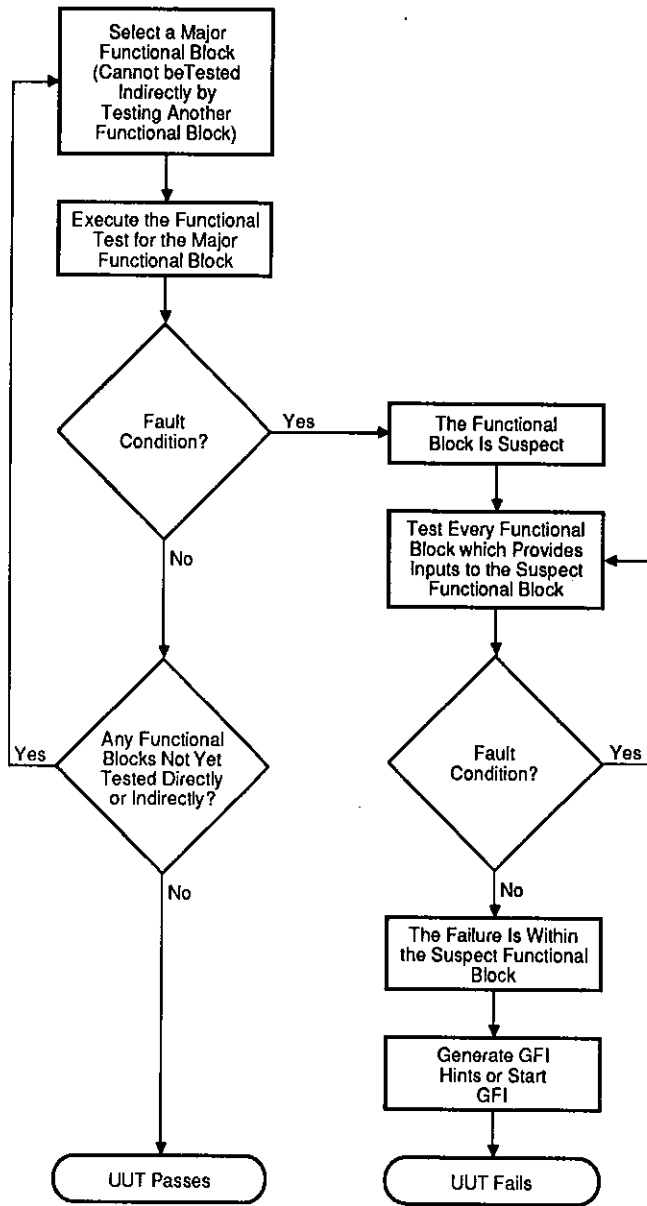 Select a Major
Functional Block
(Cannot beTested
Indirectly by
Testing Another
Functional Block)
Execute the Functional
Test for the Major
Functional Block
Fault
Condition?
Yes
No
The Functional
Block Is Suspect
Test Every Functional
Block which Provides
Inputs to the Suspect
Functional Block
Any Functional
Blocks Not Yet
Tested Directly
or Indirectly?
Yes
No
Fault
Condition?
Yes
No
The Failure Is Within
the Suspect Functional
Block
Generate GFI
Hints or Start
GFI
UUT Passes
UUT Fails